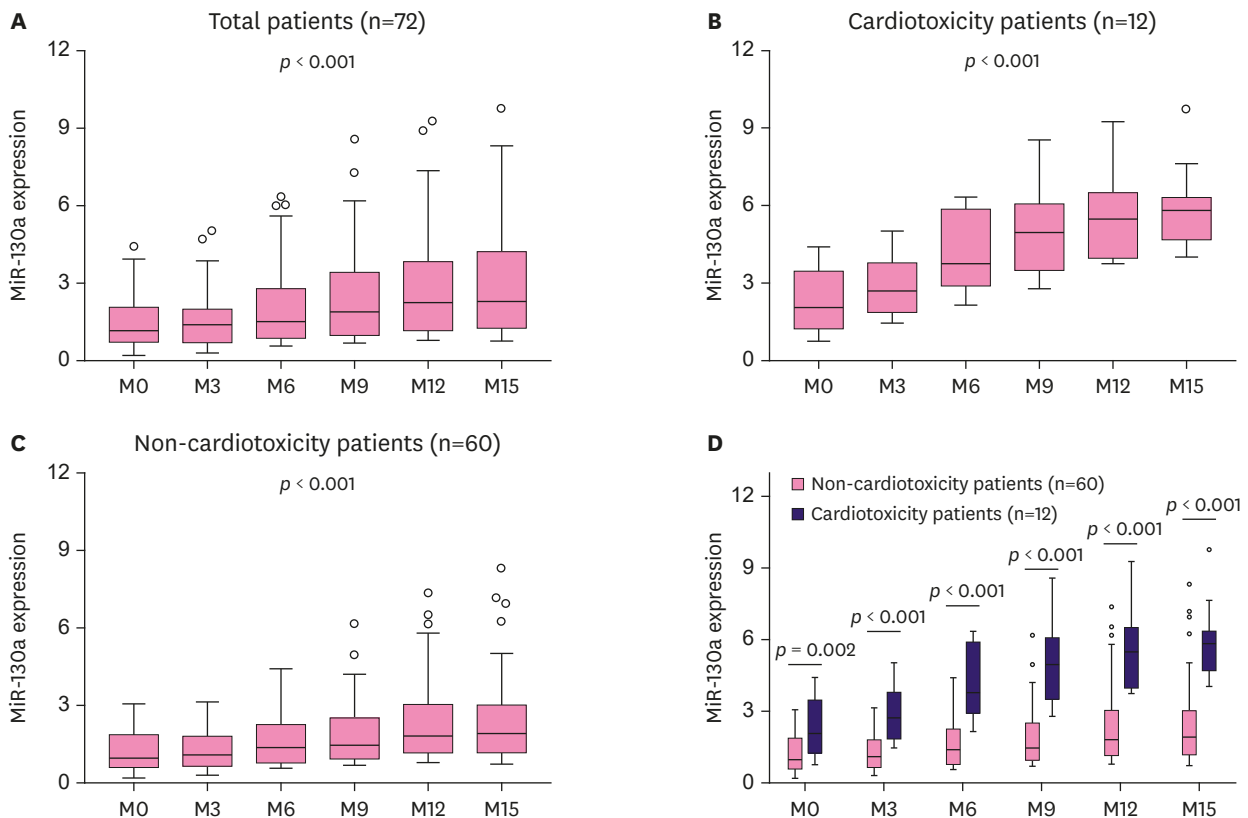 A
Total patients (n=72)
p < 0.001
MiR-130a expression
12
9
6
3
0
M0 M3 M6 M9 M12 M15
B
Cardiotoxicity patients (n=12)
p < 0.001
MiR-130a expression
12
9
6
3
0
M0 M3 M6 M9 M12 M15
C
Non-cardiotoxicity patients (n=60)
p < 0.001
MiR-130a expression
12
9
6
3
0
M0 M3 M6 M9 M12 M15
D
Non-cardiotoxicity patients (n=60)
Cardiotoxicity patients (n=12)
MiR-130a expression
12
9
6
3
0
p = 0.002
p < 0.001
p < 0.001
p < 0.001
p < 0.001
p < 0.001
M0 M3 M6 M9 M12 M15